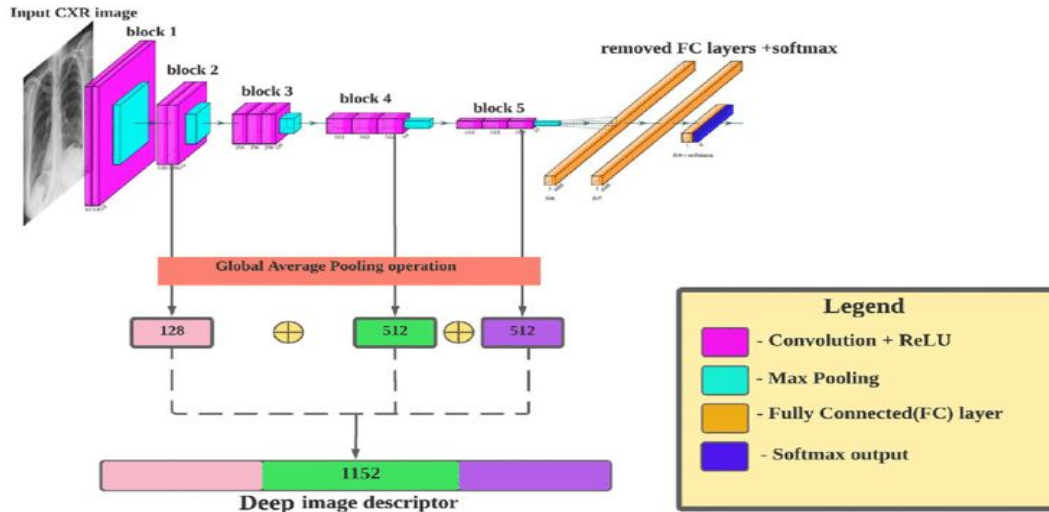 Input CXR image
block 1
block 2
block 3
block 4
block 5
removed FC layers +softmax
Global Average Pooling operation
128
512
512
1152
Deep image descriptor
Legend
- Convolution + ReLU
- Max Pooling
- Fully Connected(FC) layer
- Softmax output